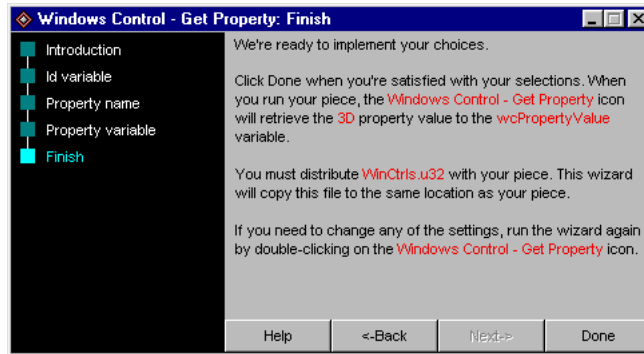 Windows Control - Get Property: Finish
Introduction
Id variable
Property name
Property variable
Finish
We're ready to implement your choices.
Click Done when you're satisfied with your selections. When
you run your piece, the Windows Control - Get Property icon
will retrieve the 3D property value to the wcPropertyValue
variable.
You must distribute WinCtrls.u32 with your piece. This wizard
will copy this file to the same location as your piece.
If you need to change any of the settings, run the wizard again
by double-clicking on the Windows Control - Get Property icon.
Help
<-Back
Next->
Done